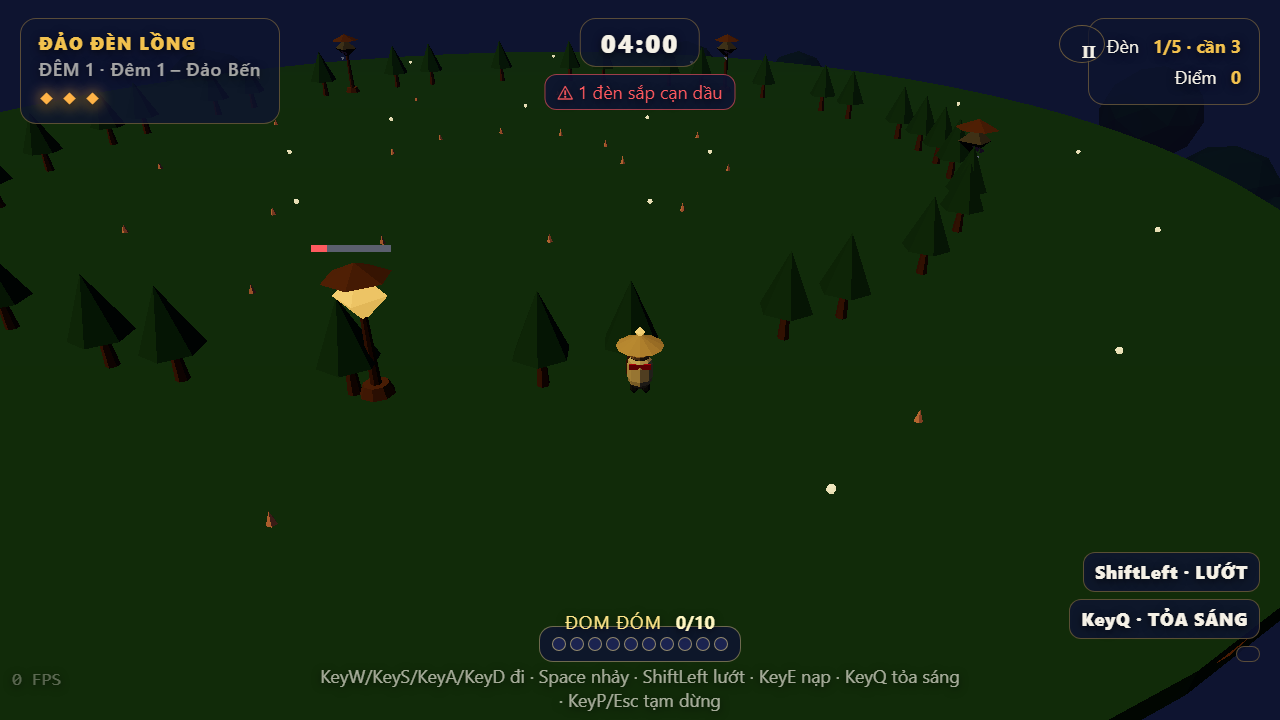 ĐẢO ĐÈN LỒNG
ĐÊM 1 · Đêm 1 — Đảo Bến
04:00
⚠ 1 đèn sắp cạn dầu
II
Đèn 1/5 · cần 3
Điểm 0
ShiftLeft · LƯỚT
KeyQ · TỎA SÁNG
ĐOM ĐÓM 0/10
KeyW/KeyS/KeyA/KeyD đi · Space nhảy · ShiftLeft lướt · KeyE nạp · KeyQ tỏa sáng
· KeyP/Esc tạm dừng
0 FPS